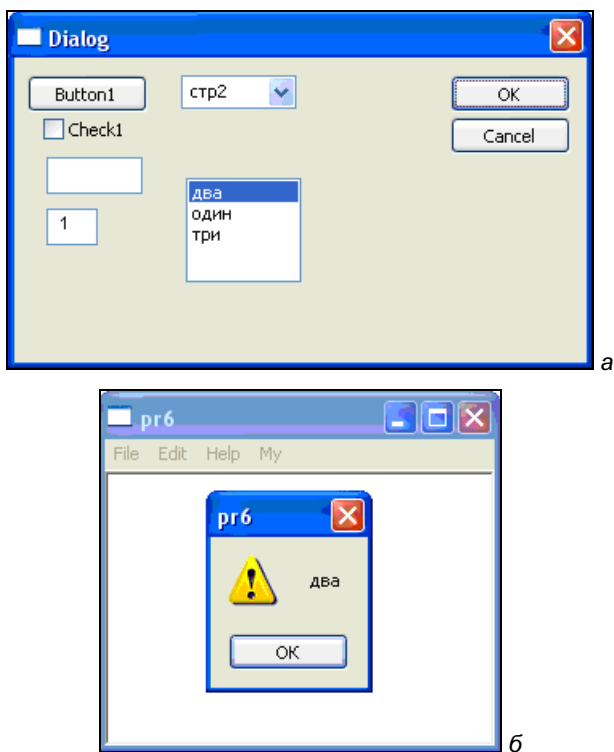 Dialog
Button1
стр2
OK
Check1
Cancel
два
1
один
три
а
pr6
File Edit Help My
pr6
два
OK
б